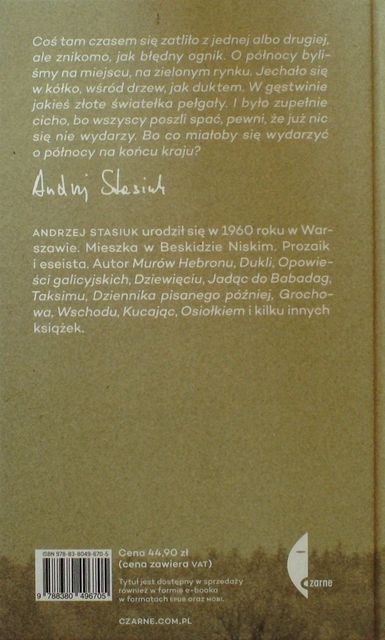 Coś tam czasem się zatliło z jednej albo drugiej,
ale znikomo, jak błędny ognik. O północy byli-
śmy na miejscu, na zielonym rynku. Jechało się
w kółko, wśród drzew, jak duktem. W gęstwinie
jakieś złote światełka pełgały. I było zupełnie
cicho, bo wszyscy poszli spać, pewni, że już nic
się nie wydarzy. Bo co miałoby się wydarzyć
o północy na końcu kraju?
Andrzej Stasiuk
ANDRZEJ STASIUK urodził się w 1960 roku w War-
szawie. Mieszka w Beskidzie Niskim. Prozaik
i eseista. Autor Murów Hebronu, Dukli, Opowie-
ści galicyjskich, Dziewięciu, Jadąc do Babadag,
Taksimu, Dziennika pisanego później, Grocho-
wa, Wschodu, Kucając, Osiołkiem i kilku innych
książek.
ISBN 978-83-8049-670-5
9 788380 496705
Cena 44,90 zł
(cena zawiera VAT)
Tytuł jest dostępny w sprzedaży
również w formie e-booka
w formatach EPUB oraz MOBI.
CZARNE.COM.PL
czarne